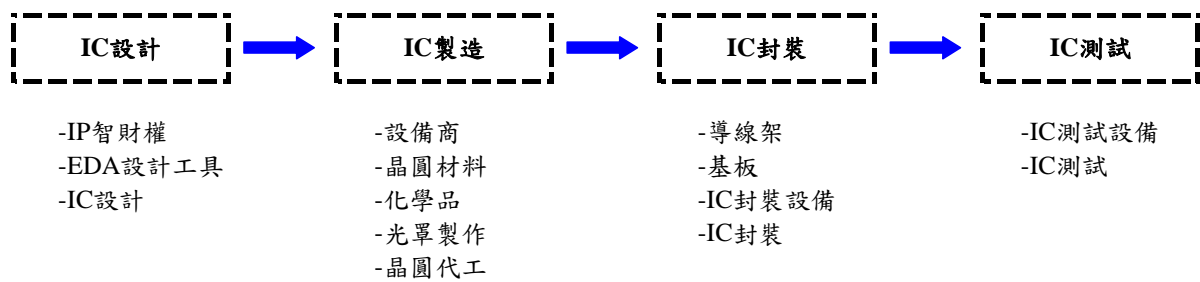 IC設計
IC製造
IC封裝
IC測試
-IP智財權
-EDA設計工具
-IC設計
-設備商
-晶圓材料
-化學品
-光罩製作
-晶圓代工
-導線架
-基板
-IC封裝設備
-IC封裝
-IC測試設備
-IC測試